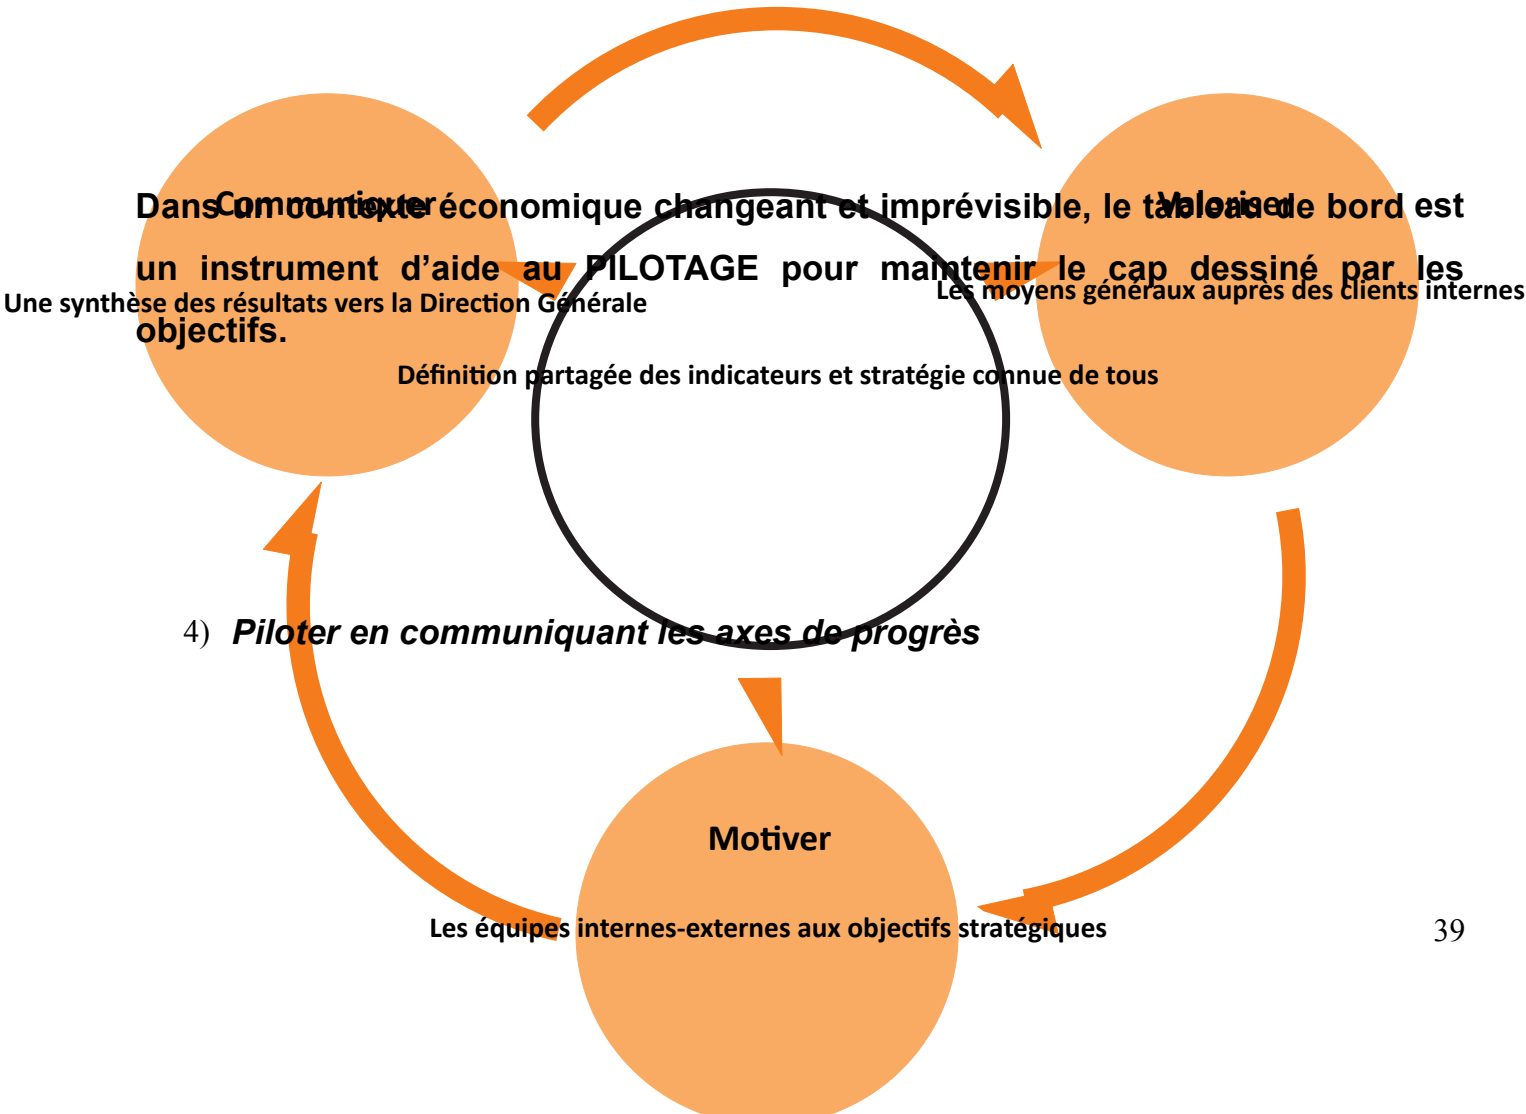 Communiquer
Valoriser
Dans un contexte économique changeant et imprévisible, le tableau de bord est
un instrument d’aide au PILOTAGE pour maintenir le cap dessiné par les
Une synthèse des résultats vers la Direction Générale
Les moyens généraux auprès des clients internes
objectifs.
Définition partagée des indicateurs et stratégie connue de tous
4) Piloter en communiquant les axes de progrès
Motiver
Les équipes internes-externes aux objectifs stratégiques
39